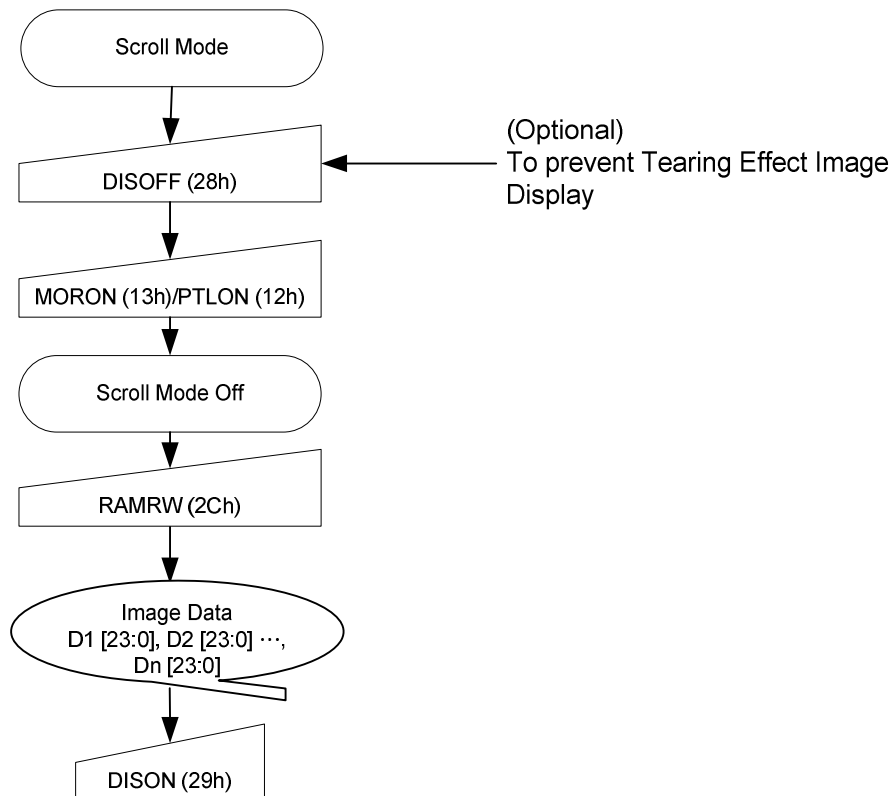 Scroll Mode
DISOFF (28h)
(Optional)
To prevent Tearing Effect Image
Display
MORON (13h)/PTLON (12h)
Scroll Mode Off
RAMRW (2Ch)
Image Data
D1 [23:0], D2 [23:0] ⋯,
Dn [23:0]
DISON (29h)